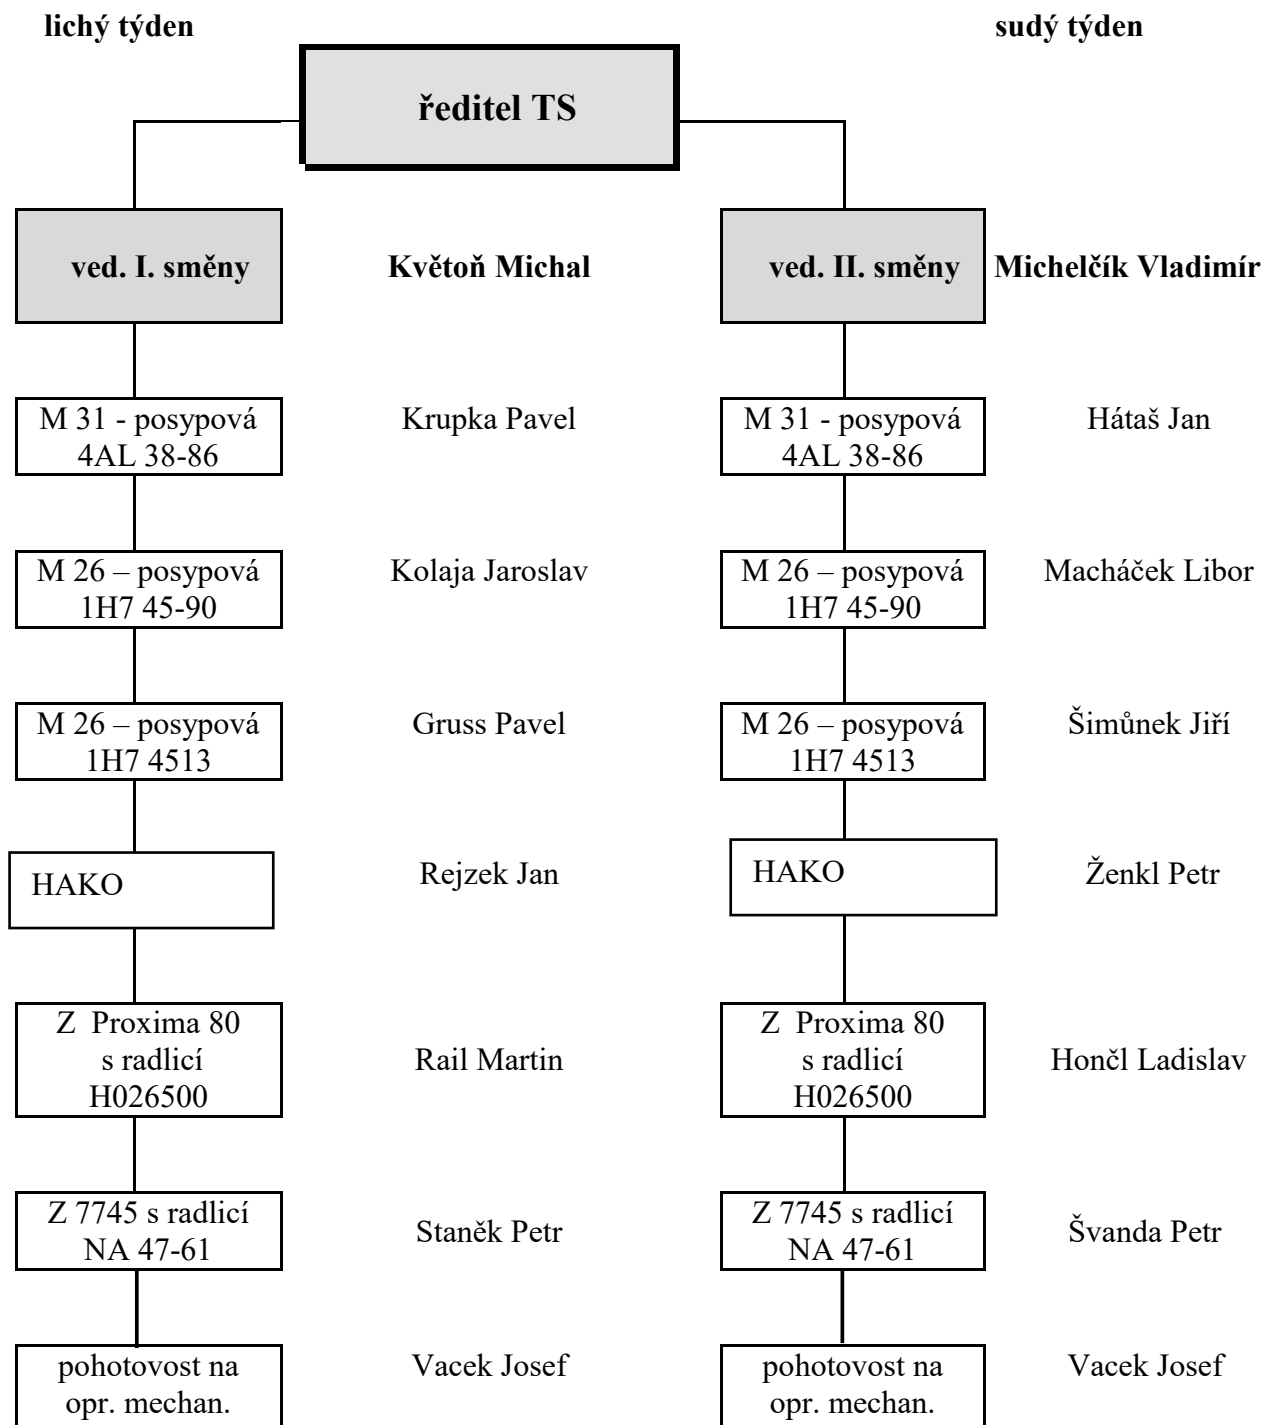 lichý týden
sudý týden
ředitel TS
ved. I. směny
Květoň Michal
ved. II. směny
Michelčík Vladimír
M 31 - posypová
4AL 38-86
Krupka Pavel
M 31 - posypová
4AL 38-86
Hátaš Jan
M 26 – posypová
1H7 45-90
Kolaja Jaroslav
M 26 – posypová
1H7 45-90
Macháček Libor
M 26 – posypová
1H7 4513
Gruss Pavel
M 26 – posypová
1H7 4513
Šimůnek Jiří
HAKO
Rejzek Jan
HAKO
Ženkl Petr
Z Proxima 80
s radlicí
H026500
Rail Martin
Z Proxima 80
s radlicí
H026500
Hončl Ladislav
Z 7745 s radlicí
NA 47-61
Staněk Petr
Z 7745 s radlicí
NA 47-61
Švanda Petr
pohotovost na
opr. mechan.
Vacek Josef
pohotovost na
opr. mechan.
Vacek Josef